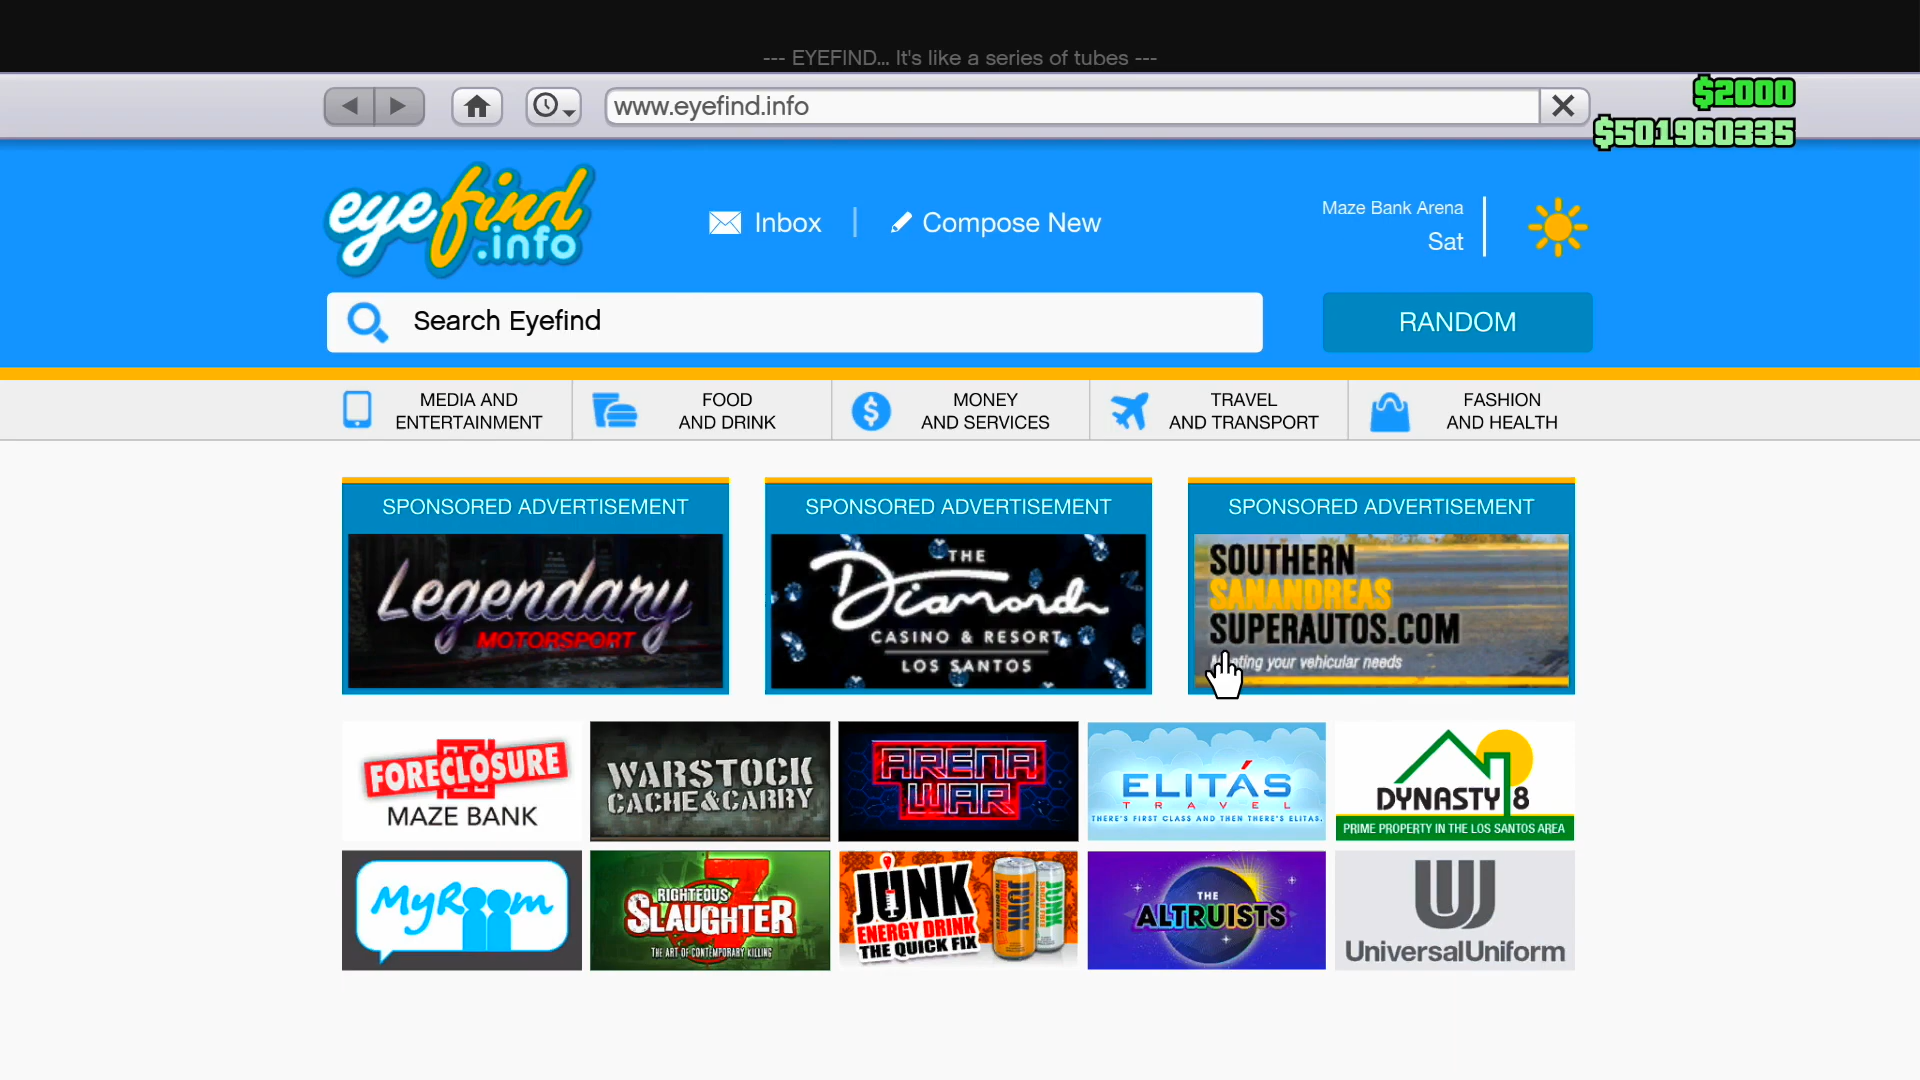 --- EYEFIND... It's like a series of tubes ---
www.eyefind.info
$2000
$501960335
eyefind
.info
Inbox
Compose New
Maze Bank Arena
Sat
Search Eyefind
RANDOM
MEDIA AND
ENTERTAINMENT
FOOD
AND DRINK
MONEY
AND SERVICES
TRAVEL
AND TRANSPORT
FASHION
AND HEALTH
SPONSORED ADVERTISEMENT
Legendary
MOTORSPORT
SPONSORED ADVERTISEMENT
THE
Diamond
CASINO & RESORT
LOS SANTOS
SPONSORED ADVERTISEMENT
SOUTHERN
SANANDREAS
SUPERAUTOS.COM
your vehicular needs
FORECLOSURE
MAZE BANK
WARSTOCK
CACHE&CARRY
ARENA
WAR
ELITÁS
TRAVEL
THERE'S FIRST CLASS AND THEN THERE'S ELITAS.
DYNASTY 8
PRIME PROPERTY IN THE LOS SANTOS AREA
MyRoom
RIGHTEOUS
SLAUGHTER
7
THE ART OF CONTEMPORARY KILLING
JUNK
ENERGY DRINK
THE QUICK FIX
JUNK
THE
ALTRUISTS
U
UniversalUniform